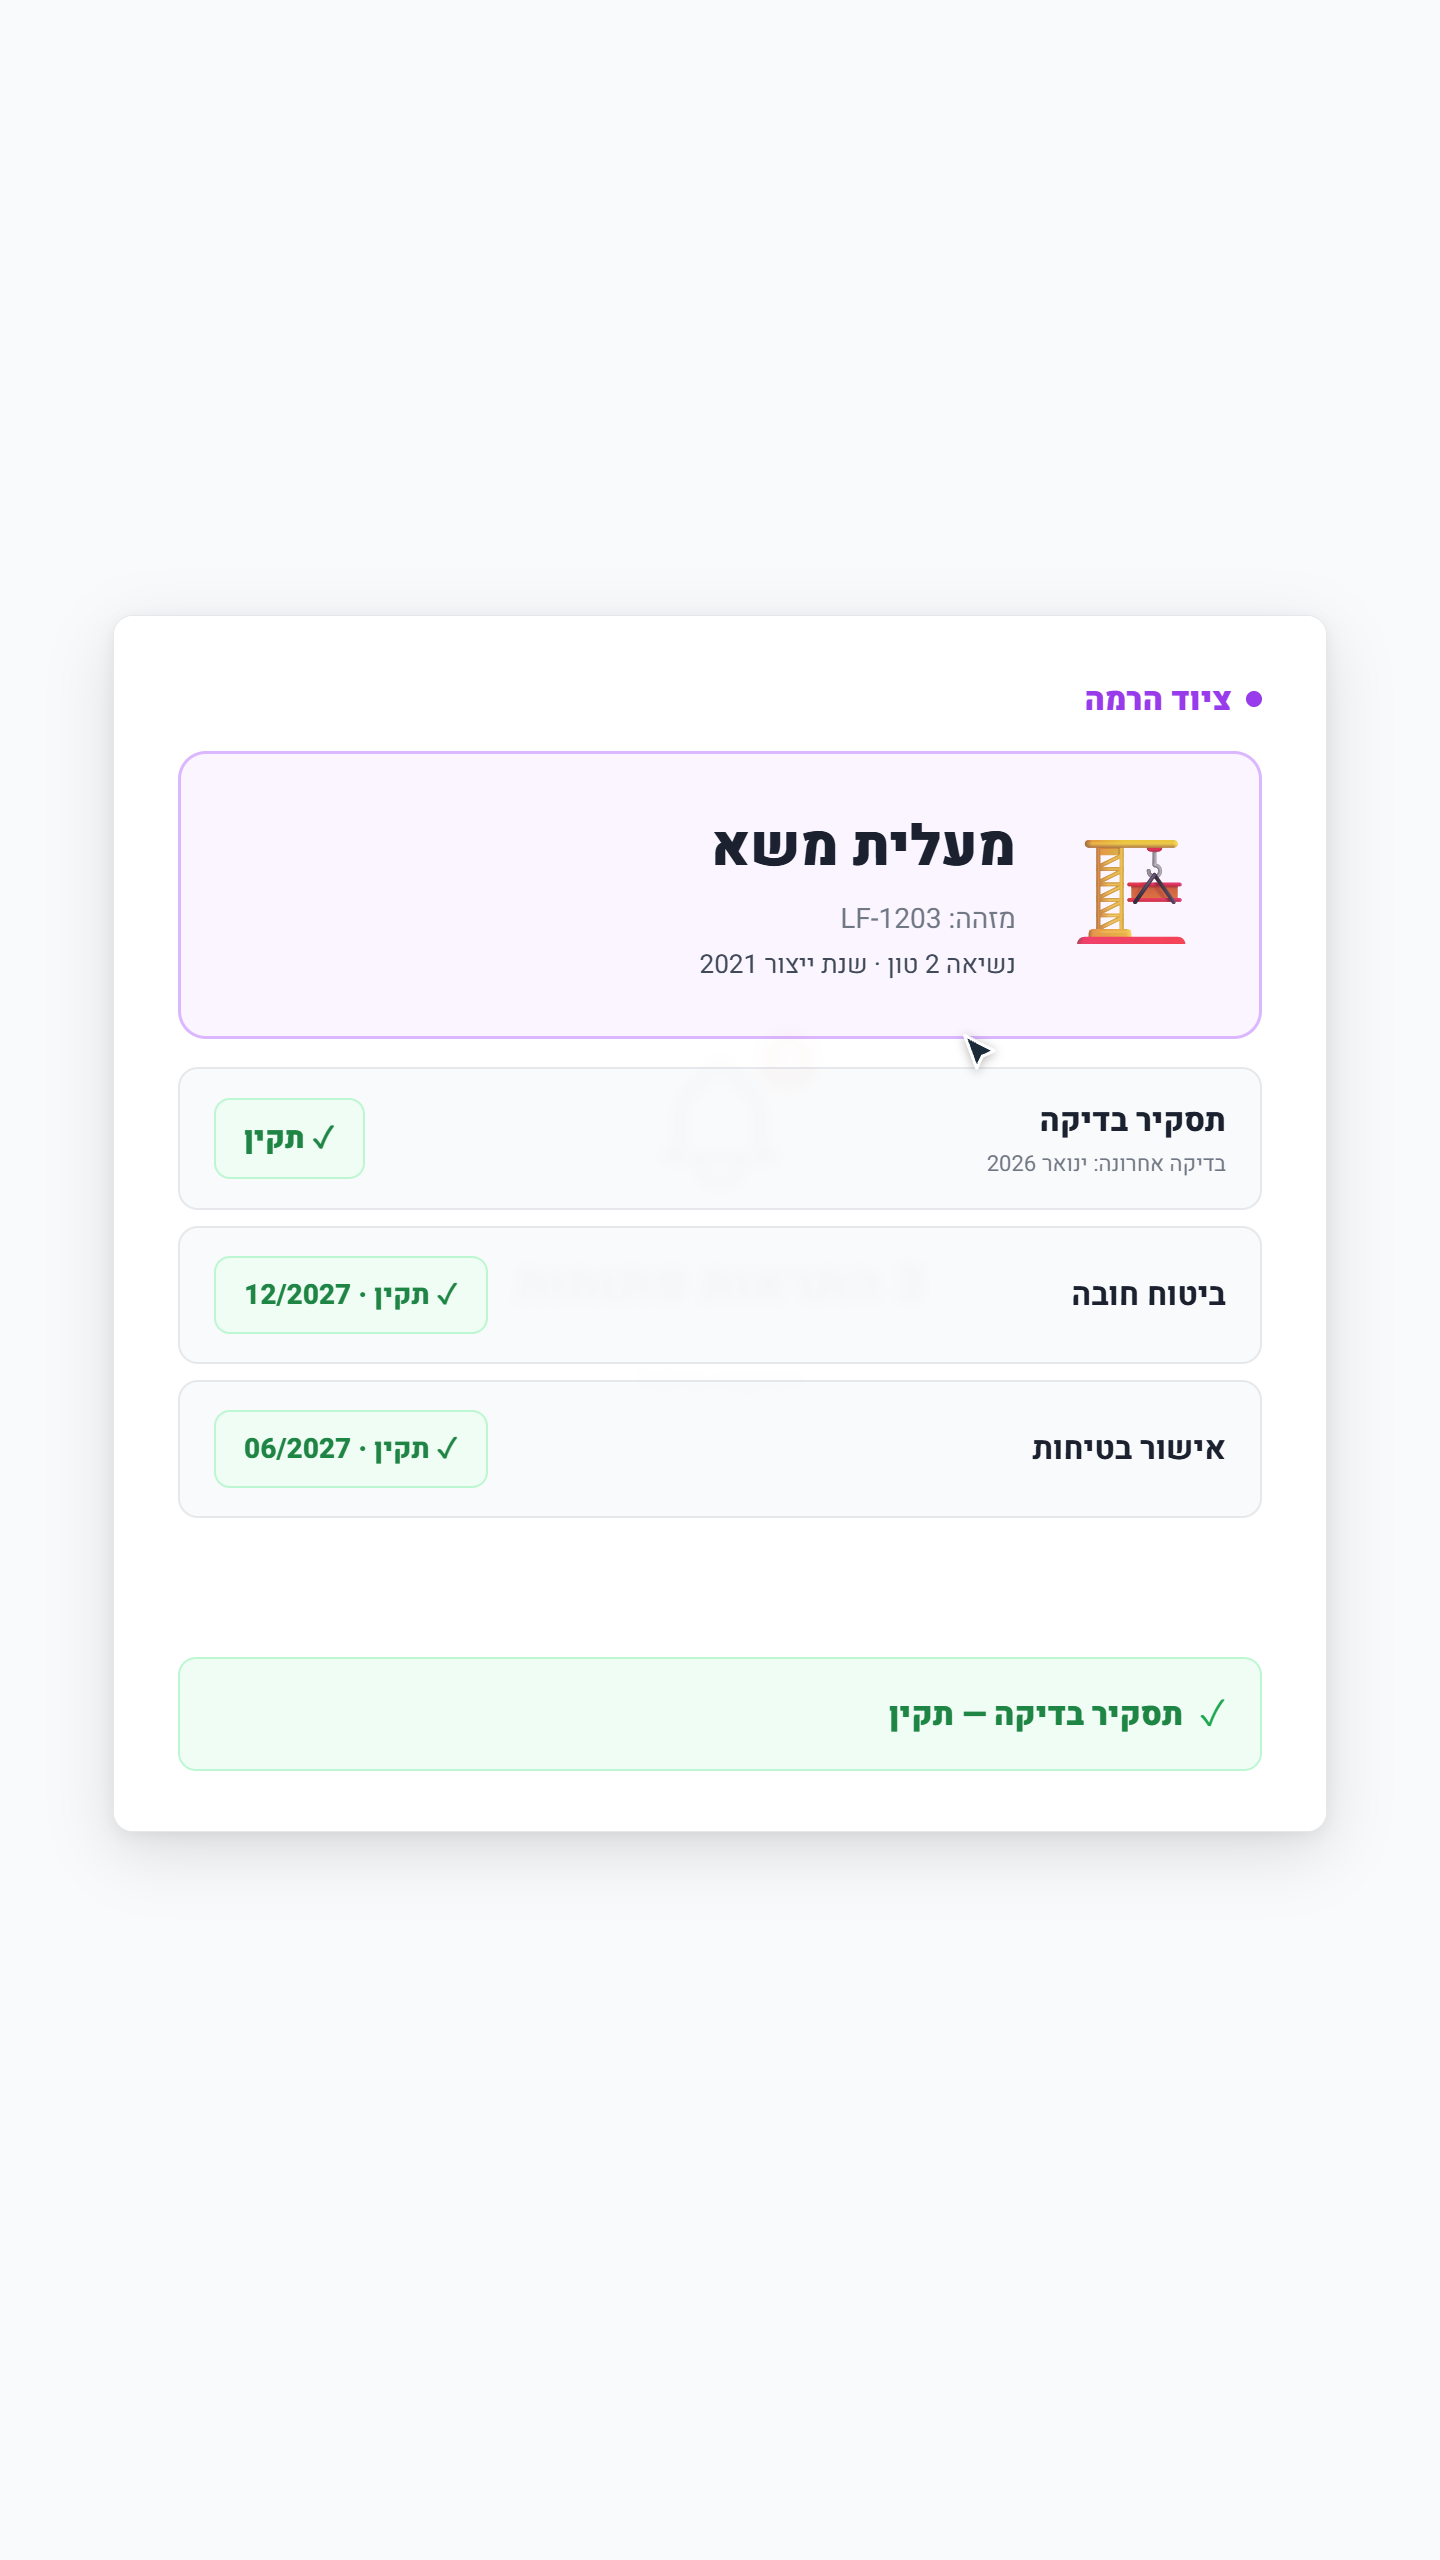 ציוד הרמה
מעלית משא
מזהה: LF-1203
נשיאה 2 טון · שנת ייצור 2021
תסקיר בדיקה
בדיקה אחרונה: ינואר 2026
✓ תקין
ביטוח חובה
✓ תקין · 12/2027
אישור בטיחות
✓ תקין · 06/2027
✓ תסקיר בדיקה — תקין